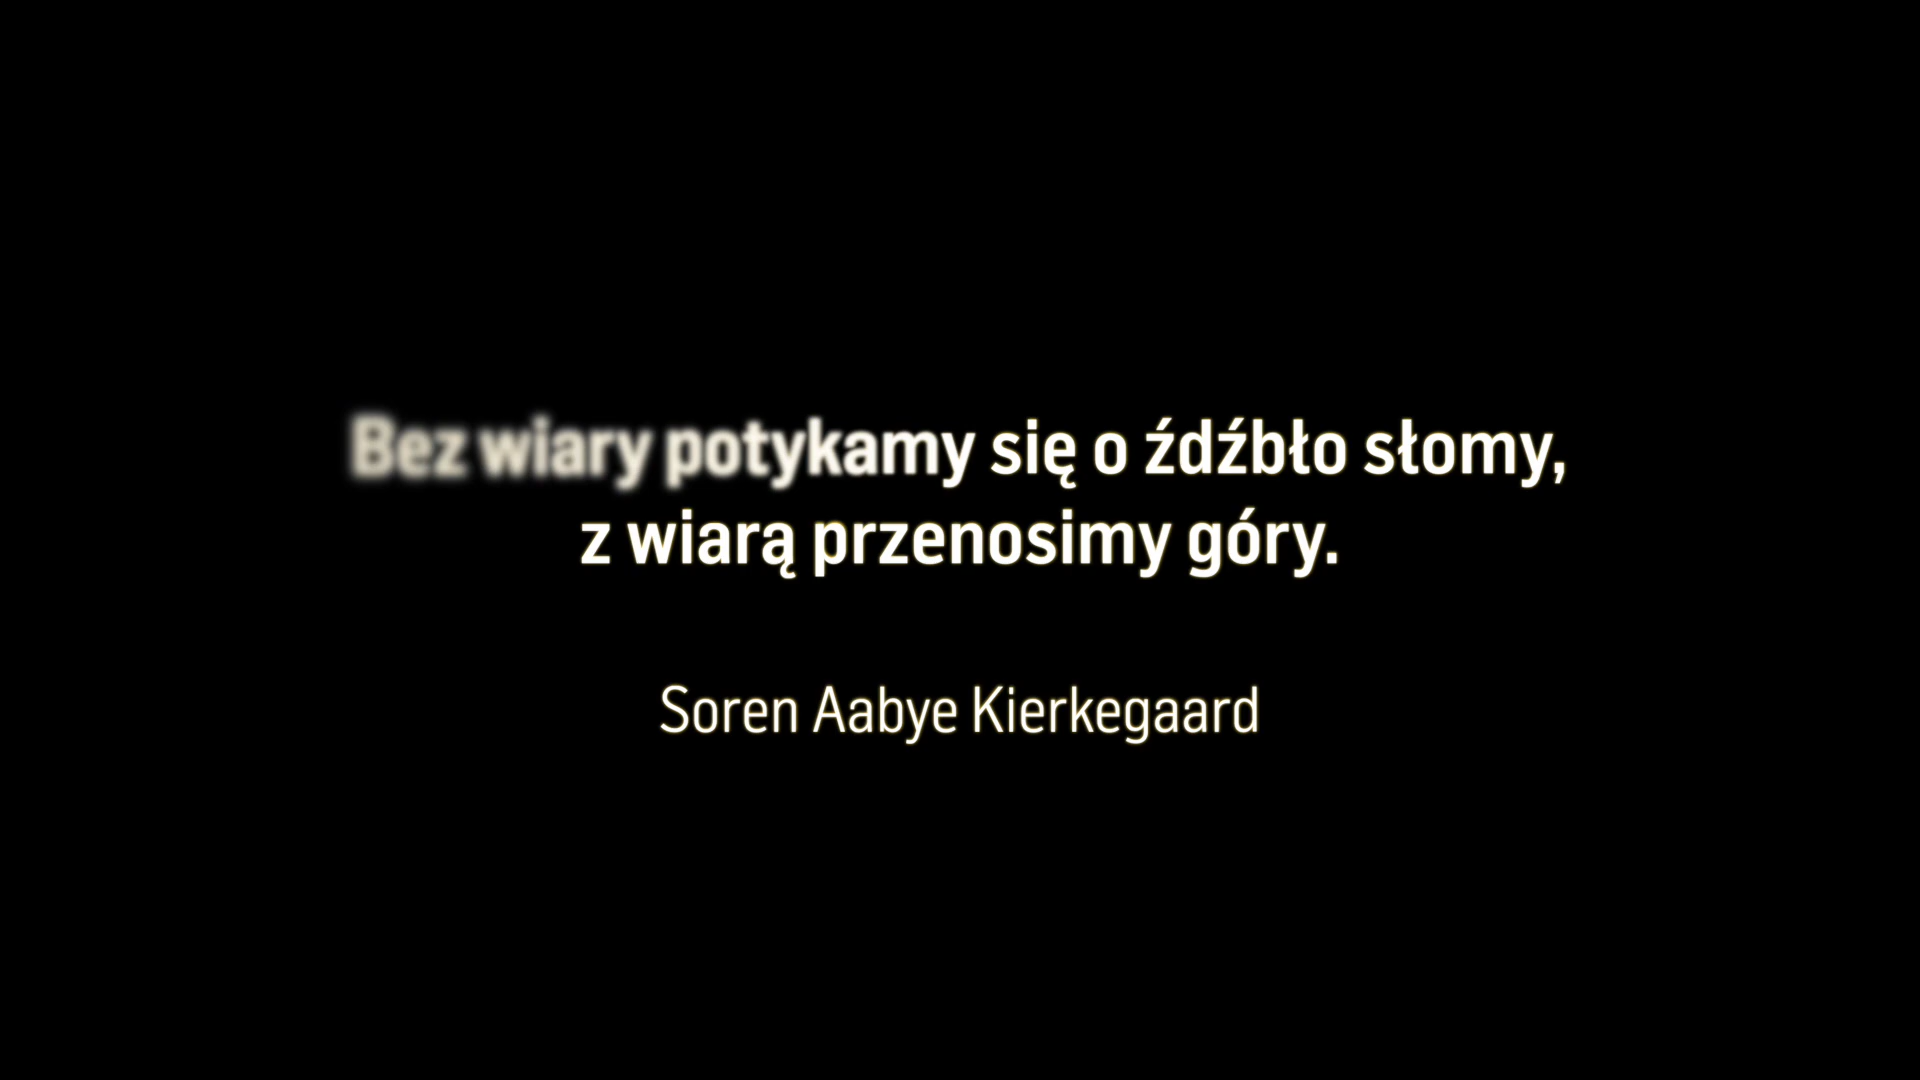 Bez wiary potykamy się o źdźbło słomy,
z wiarą przenosimy góry.
Soren Aabye Kierkegaard